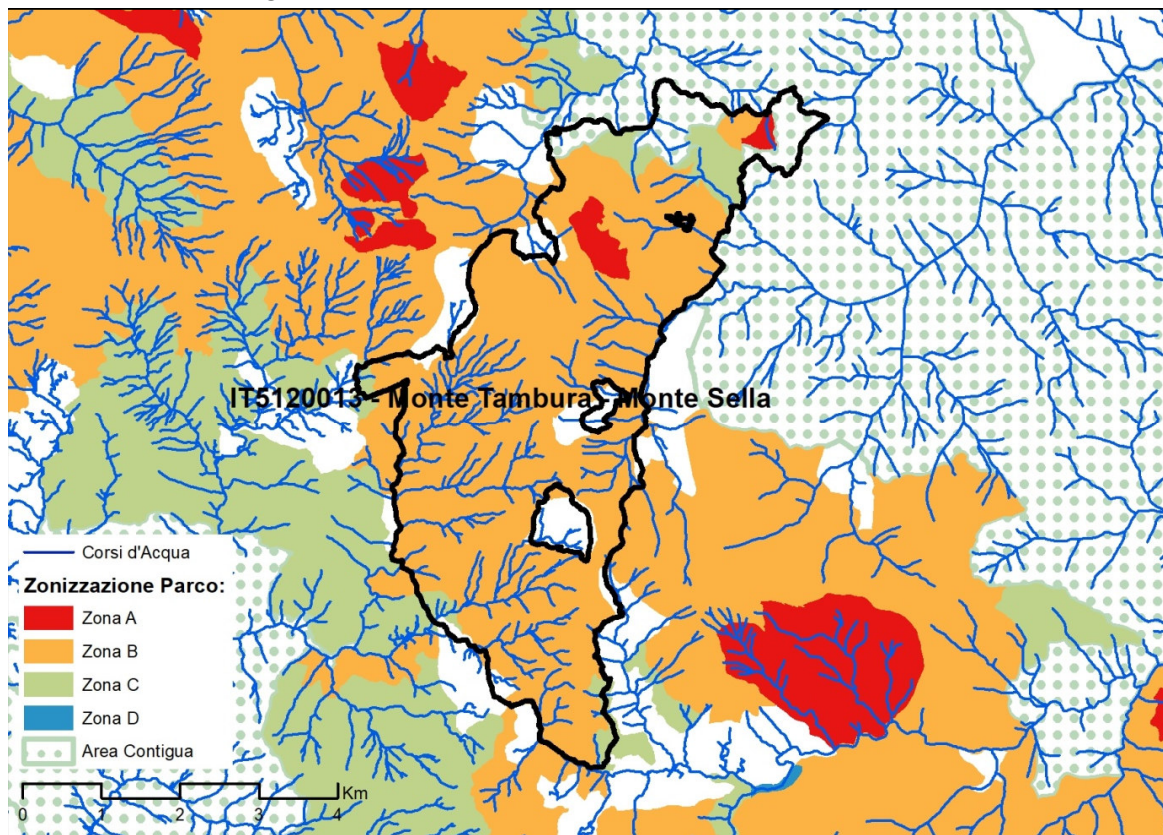 IT5120013 - Monte Tambura - Monte Sella
Corsi d'Acqua
Zonizzazione Parco:
Zona A
Zona B
Zona C
Zona D
Area Contigua
Km
0 1 2 3 4